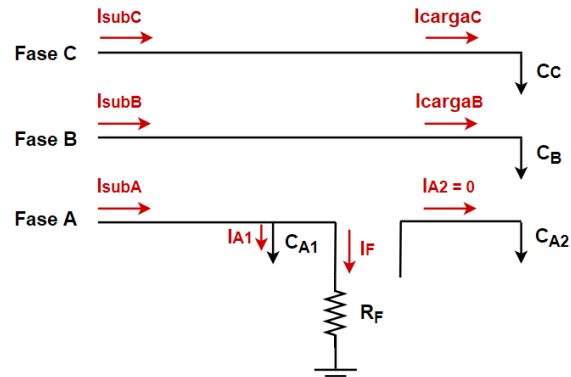 IsubC
IcargaC
Fase C
Cc
IsubB
IcargaB
Fase B
CB
IsubA
IA2 = 0
Fase A
IA1
CA1
IF
CA2
RF